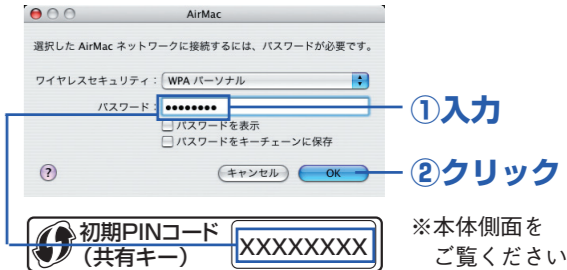 AirMac
選択した AirMac ネットワークに接続するには、パスワードが必要です。
ワイヤレスセキュリティ：WPA パーソナル
パスワード：••••••••
①入力
パスワードを表示
パスワードをキーチェーンに保存
? キャンセル OK
②クリック
初期PINコード
（共有キー）
XXXXXXXX
※本体側面を
ご覧ください